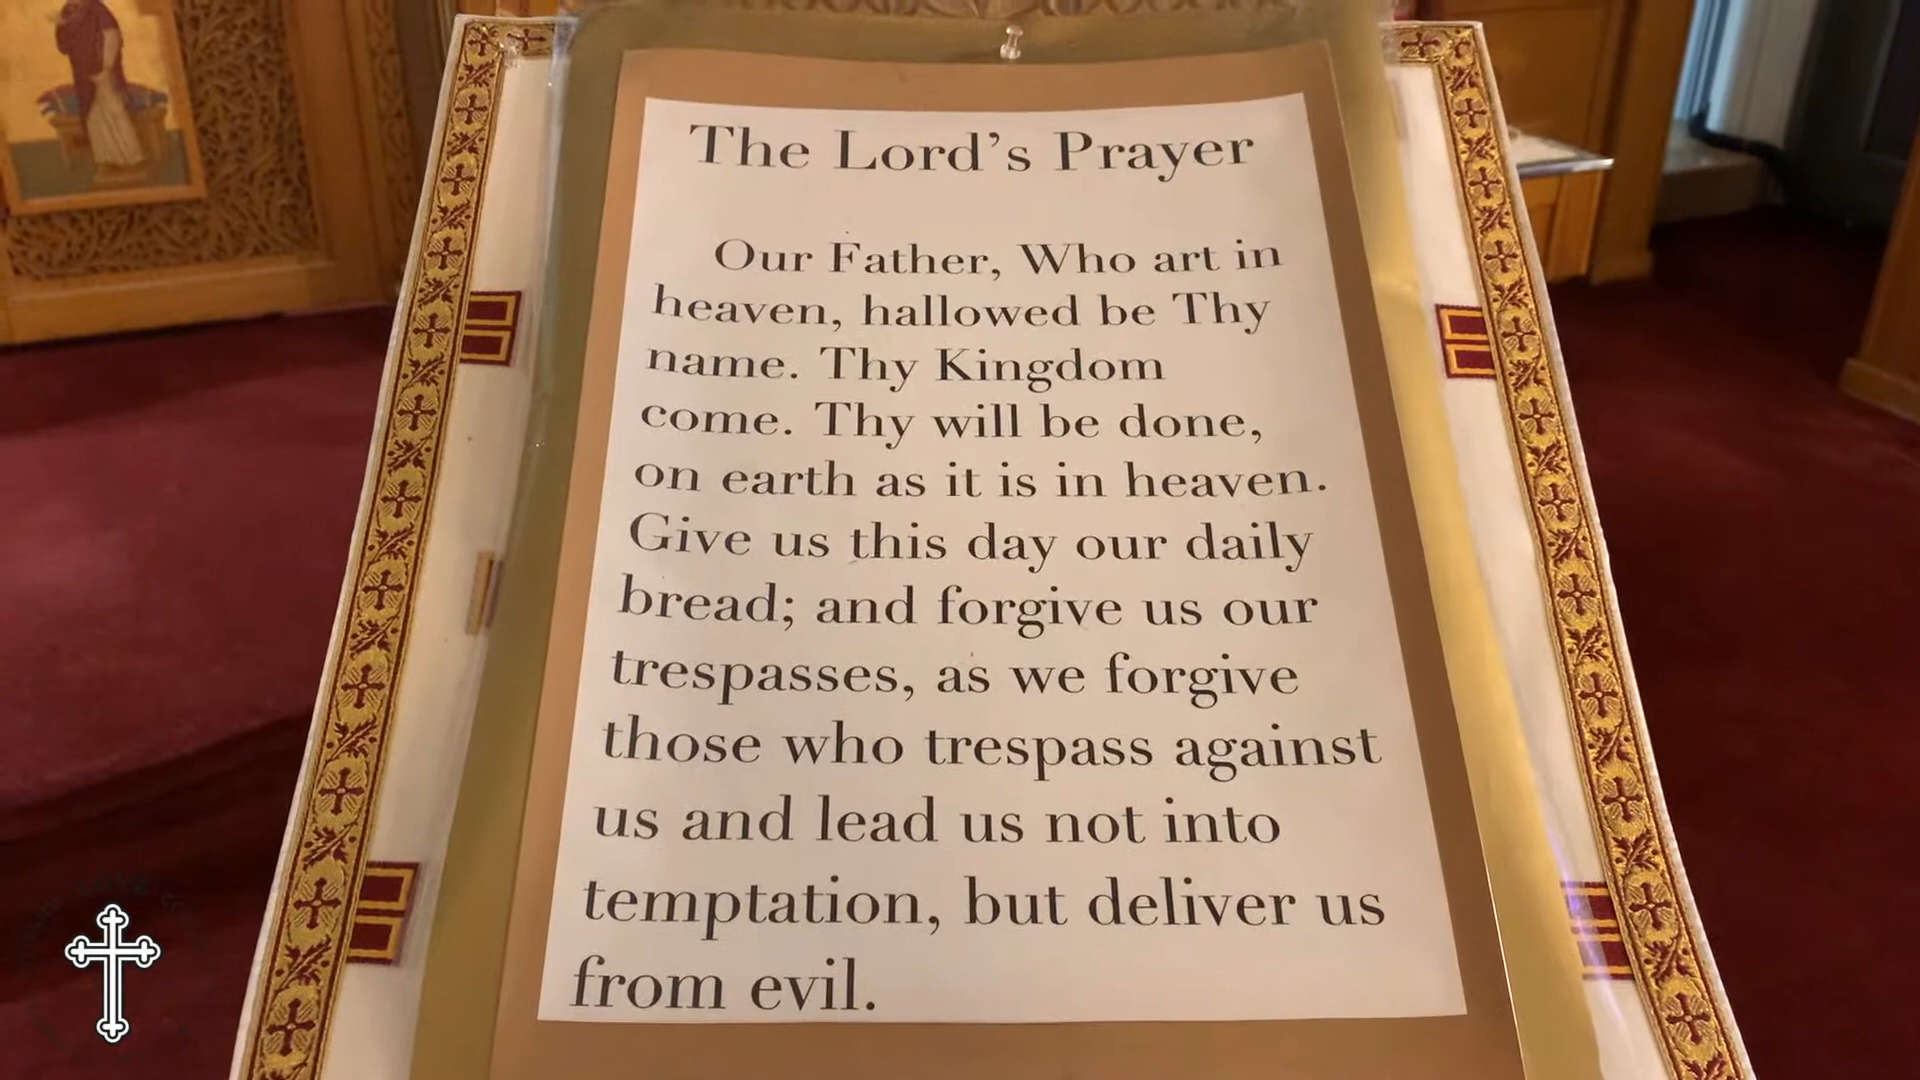 The Lord's Prayer
Our Father, Who art in
heaven, hallowed be Thy
name. Thy Kingdom
come. Thy will be done,
on earth as it is in heaven.
Give us this day our daily
bread; and forgive us our
trespasses, as we forgive
those who trespass against
us and lead us not into
temptation, but deliver us
from evil.